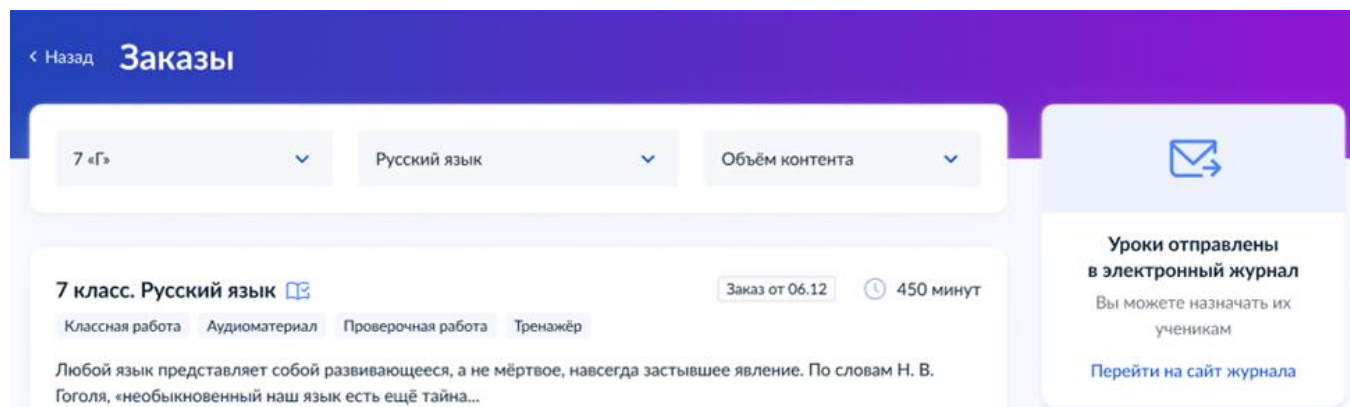 Назад Заказы
7 «Г» Русский язык Объём контента
7 класс. Русский язык Заказ от 06.12 450 минут
Классная работа Аудиоматериал Проверочная работа Тренажёр
Любой язык представляет собой развивающееся, а не мёртвое, навсегда застывшее явление. По словам Н. В.
Гоголя, «необыкновенный наш язык есть ещё тайна...
Уроки отправлены
в электронный журнал
Вы можете назначать их
ученикам
Перейти на сайт журнала